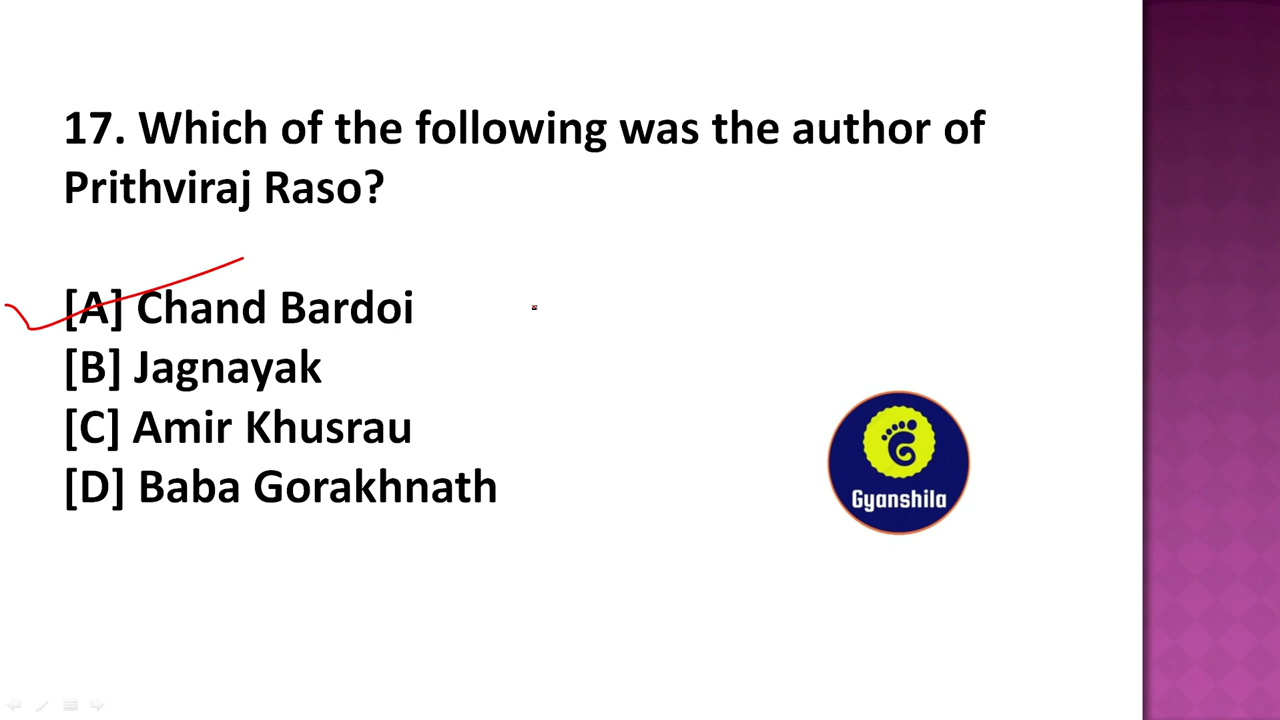 17. Which of the following was the author of
Prithviraj Raso?
[A] Chand Bardoi
[B] Jagnayak
[C] Amir Khusrau
[D] Baba Gorakhnath
Gyanshila